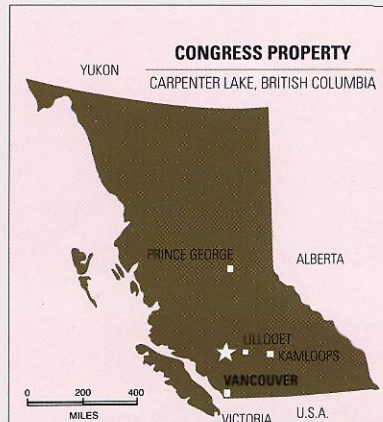 CONGRESS PROPERTY
YUKON
CARPENTER LAKE, BRITISH COLUMBIA
PRINCE GEORGE
ALBERTA
LILLOOET
KAMLOOPS
VANCOUVER
0 200 400
MILES
VICTORIA
U.S.A.